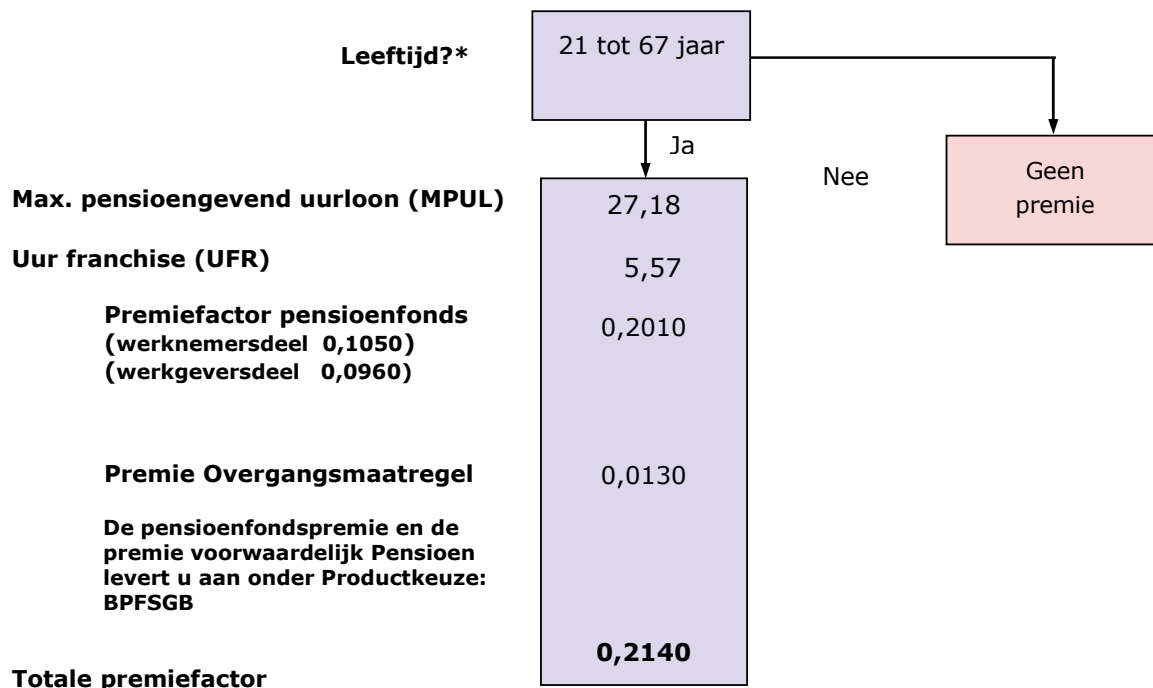 Leeftijd?*
21 tot 67 jaar
Ja
Nee
Geen
premie
Max. pensioengevend uurloon (MPUL)
27,18
Uur franchise (UFR)
5,57
Premiefactor pensioenfonds
0,2010
(werknemersdeel 0,1050)
(werkgeversdeel 0,0960)
Premie Overgangsmaatregel
0,0130
De pensioenfondspremie en de
premie voorwaardelijk Pensioen
levert u aan onder Productkeuze:
BPFSGB
0,2140
Totale premiefactor